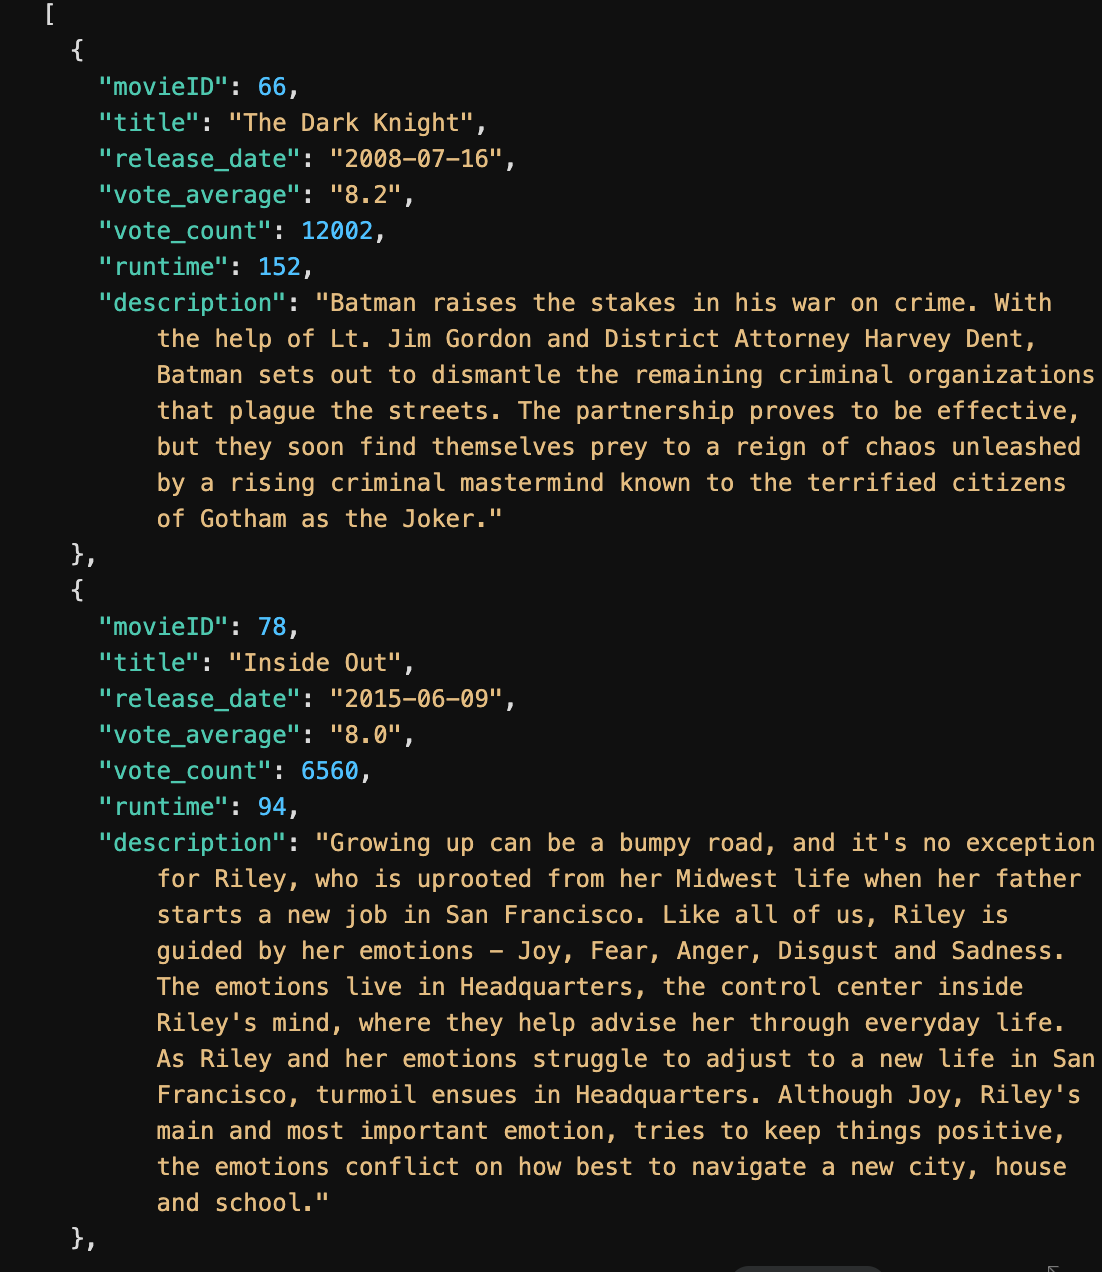 [
{
"movieID": 66,
"title": "The Dark Knight",
"release_date": "2008-07-16",
"vote_average": "8.2",
"vote_count": 12002,
"runtime": 152,
"description": "Batman raises the stakes in his war on crime. With
the help of Lt. Jim Gordon and District Attorney Harvey Dent,
Batman sets out to dismantle the remaining criminal organizations
that plague the streets. The partnership proves to be effective,
but they soon find themselves prey to a reign of chaos unleashed
by a rising criminal mastermind known to the terrified citizens
of Gotham as the Joker."
},
{
"movieID": 78,
"title": "Inside Out",
"release_date": "2015-06-09",
"vote_average": "8.0",
"vote_count": 6560,
"runtime": 94,
"description": "Growing up can be a bumpy road, and it's no exception
for Riley, who is uprooted from her Midwest life when her father
starts a new job in San Francisco. Like all of us, Riley is
guided by her emotions – Joy, Fear, Anger, Disgust and Sadness.
The emotions live in Headquarters, the control center inside
Riley's mind, where they help advise her through everyday life.
As Riley and her emotions struggle to adjust to a new life in San
Francisco, turmoil ensues in Headquarters. Although Joy, Riley's
main and most important emotion, tries to keep things positive,
the emotions conflict on how best to navigate a new city, house
and school."
},